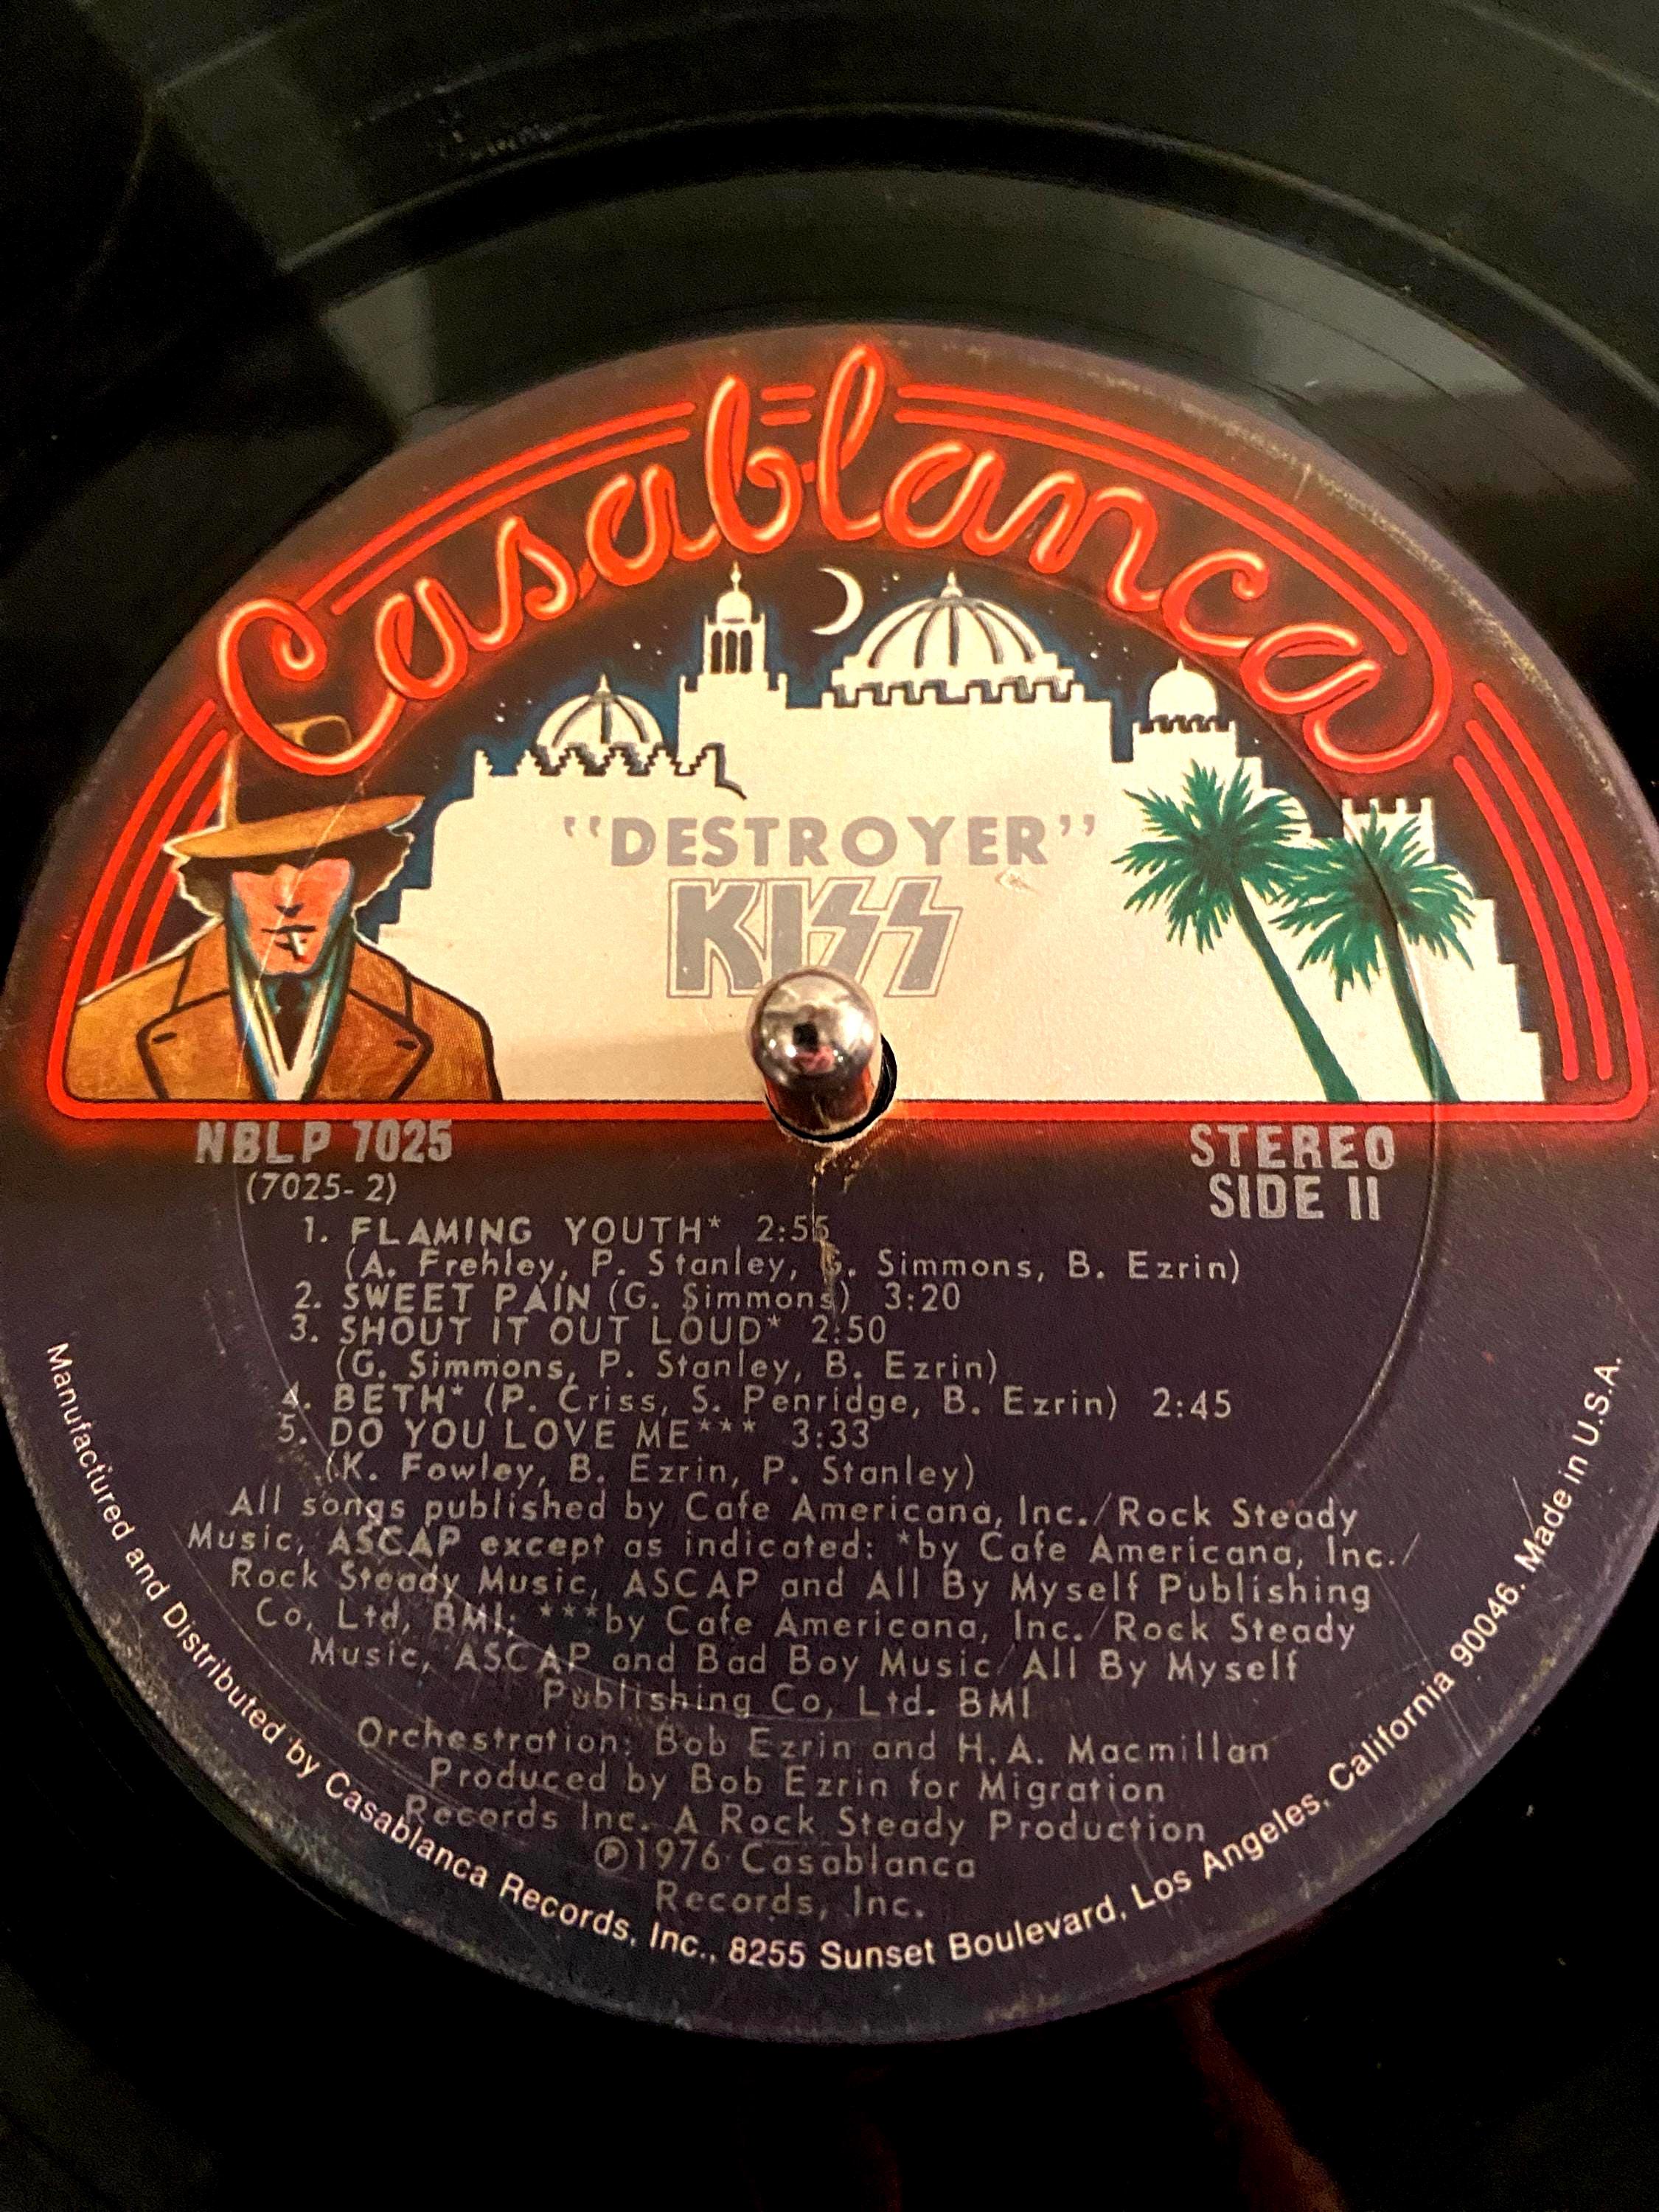 Casablanca
"DESTROYER"
KISS
NBLP 7025
(7025-2)
STEREO
SIDE II
1. FLAMING YOUTH* 2:55
(A. Frehley, P. Stanley, G. Simmons, B. Ezrin)
2. SWEET PAIN (G. Simmons) 3:20
3. SHOUT IT OUT LOUD* 2:50
(G. Simmons, P. Stanley, B. Ezrin)
4. BETH* (P. Criss, S. Penridge, B. Ezrin) 2:45
5. DO YOU LOVE ME*** 3:33
(K. Fowley, B. Ezrin, P. Stanley)
All songs published by Cafe Americana, Inc./Rock Steady
Music, ASCAP except as indicated: *by Cafe Americana, Inc./
Rock Steady Music, ASCAP and All By Myself Publishing
Co, Ltd, BMI; ***by Cafe Americana, Inc./Rock Steady
Music, ASCAP and Bad Boy Music/All By Myself
Publishing Co, Ltd. BMI
Orchestration: Bob Ezrin and H.A. Macmillan
Produced by Bob Ezrin for Migration
Records Inc. A Rock Steady Production
℗1976 Casablanca
Records, Inc.
Manufactured and Distributed by Casablanca Records, Inc., 8255 Sunset Boulevard, Los Angeles, California 90046. Made in U.S.A.